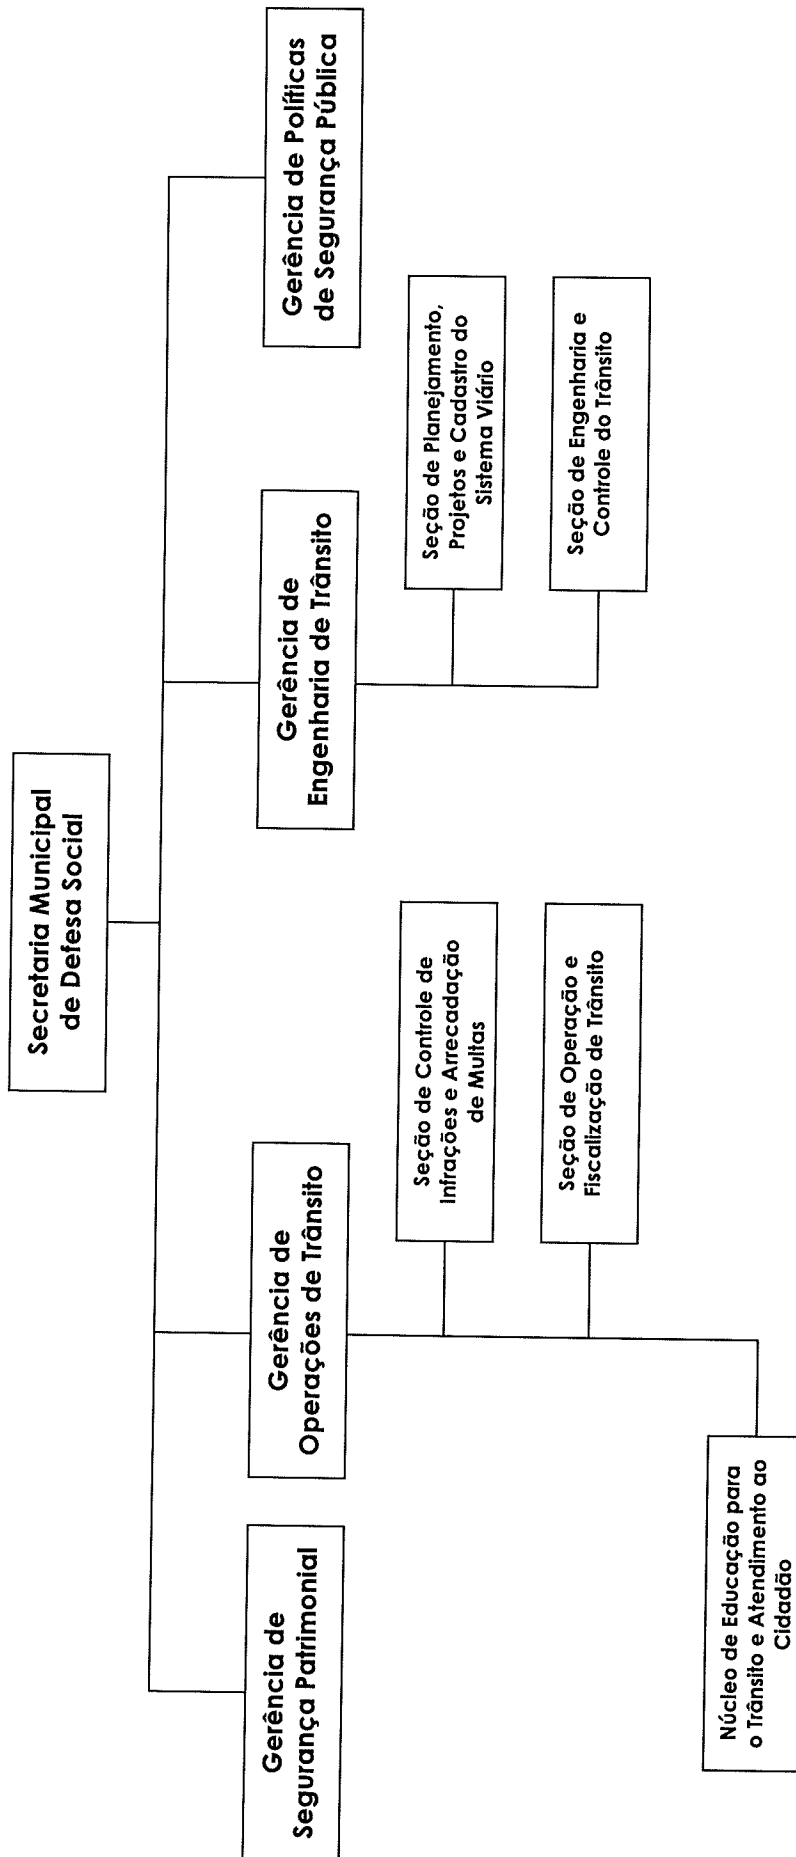 Secretaria Municipal
de Defesa Social
Gerência de
Segurança Patrimonial
Gerência de
Operações de Trânsito
Gerência de
Engenharia de Trânsito
Gerência de Políticas
de Segurança Pública
Seção de Controle de
Infrações e Arrecadação
de Multas
Seção de Operação e
Fiscalização de Trânsito
Núcleo de Educação para
o Trânsito e Atendimento ao
Cidadão
Seção de Planejamento,
Projetos e Cadastro do
Sistema Viário
Seção de Engenharia e
Controle do Trânsito